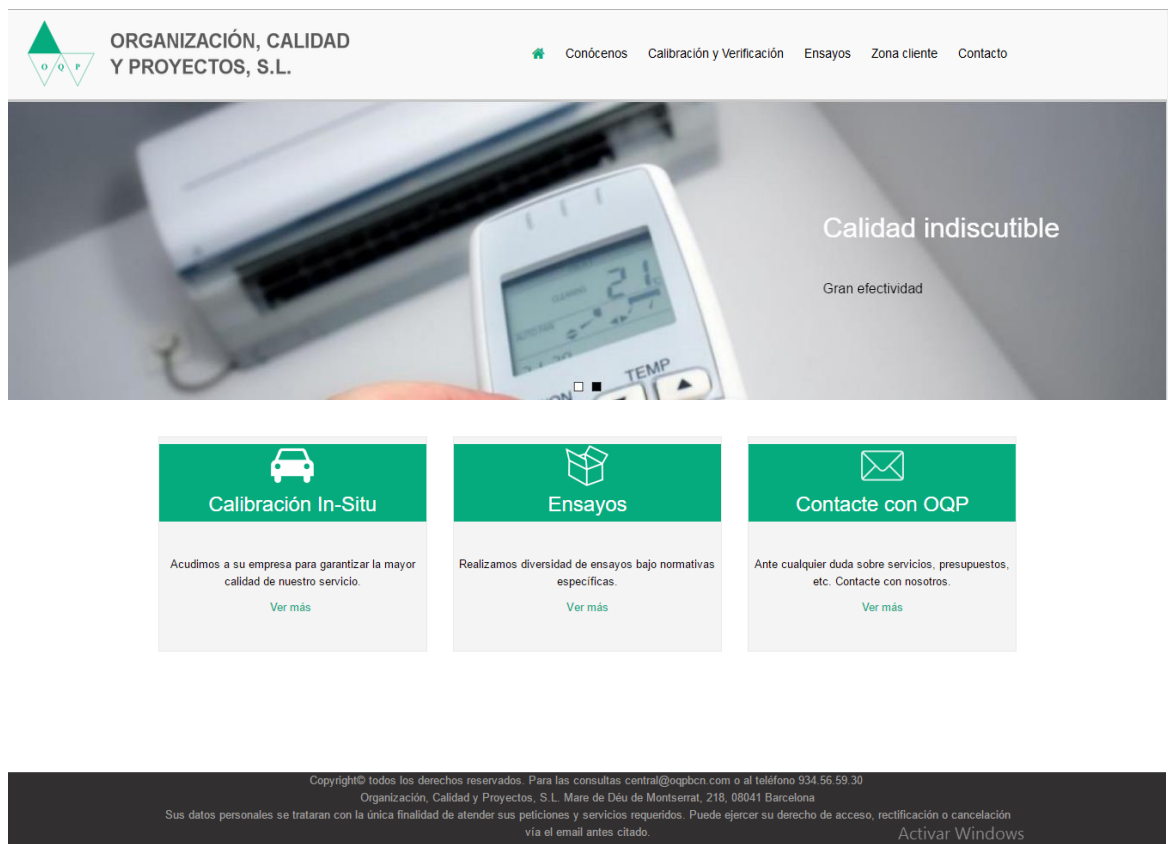 ORGANIZACIÓN, CALIDAD
Y PROYECTOS, S.L.
O Q P
Conócenos Calibración y Verificación Ensayos Zona cliente Contacto
Calidad indiscutible
Gran efectividad
21
TEMP
Calibración In-Situ
Acudimos a su empresa para garantizar la mayor
calidad de nuestro servicio.
Ver más
Ensayos
Realizamos diversidad de ensayos bajo normativas
específicas.
Ver más
Contacte con OQP
Ante cualquier duda sobre servicios, presupuestos,
etc. Contacte con nosotros.
Ver más
Copyright© todos los derechos reservados. Para las consultas central@oqpbcn.com o al teléfono 934.56.59.30
Organización, Calidad y Proyectos, S.L. Mare de Déu de Montserrat, 218, 08041 Barcelona
Sus datos personales se trataran con la única finalidad de atender sus peticiones y servicios requeridos. Puede ejercer su derecho de acceso, rectificación o cancelación
vía el email antes citado.
Activar Windows